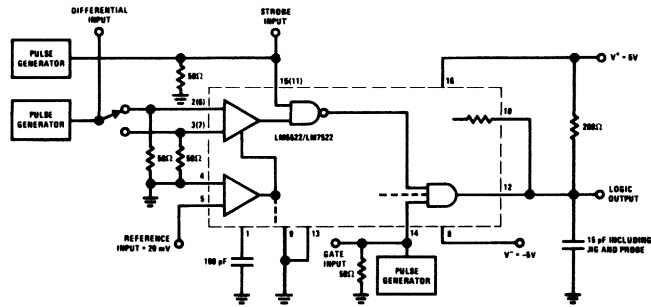 DIFFERENTIAL
INPUT
STROBE
INPUT
PULSE
GENERATOR
50Ω
15(11)
16
V⁺ = 5V
PULSE
GENERATOR
2(6)
3(7)
LM5522/LM7522
10
200Ω
50Ω
50Ω
4
5
12
LOGIC
OUTPUT
REFERENCE
INPUT = 20 mV
1
9
13
14
8
V⁻ = -5V
100 pF
GATE
INPUT
50Ω
PULSE
GENERATOR
15 pF INCLUDING
JIG AND PROBE